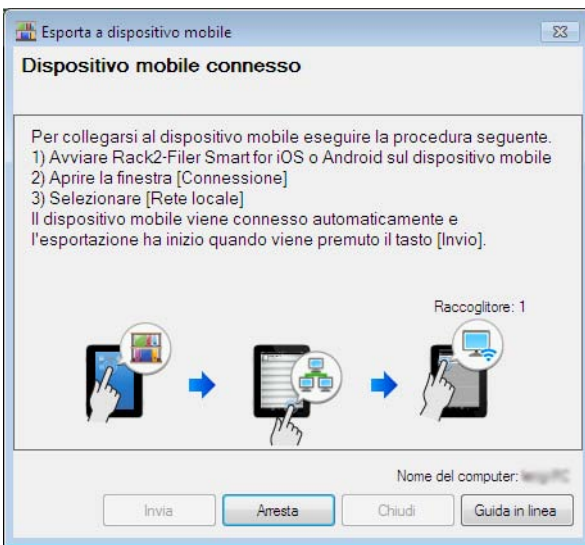 Esporta a dispositivo mobile
Dispositivo mobile connesso
Per collegarsi al dispositivo mobile eseguire la procedura seguente.
1) Avviare Rack2-Filer Smart for iOS o Android sul dispositivo mobile
2) Aprire la finestra [Connessione]
3) Selezionare [Rete locale]
Il dispositivo mobile viene connesso automaticamente e
l'esportazione ha inizio quando viene premuto il tasto [Invio].
Raccoglitore: 1
Nome del computer:
Invia Arresta Chiudi Guida in linea